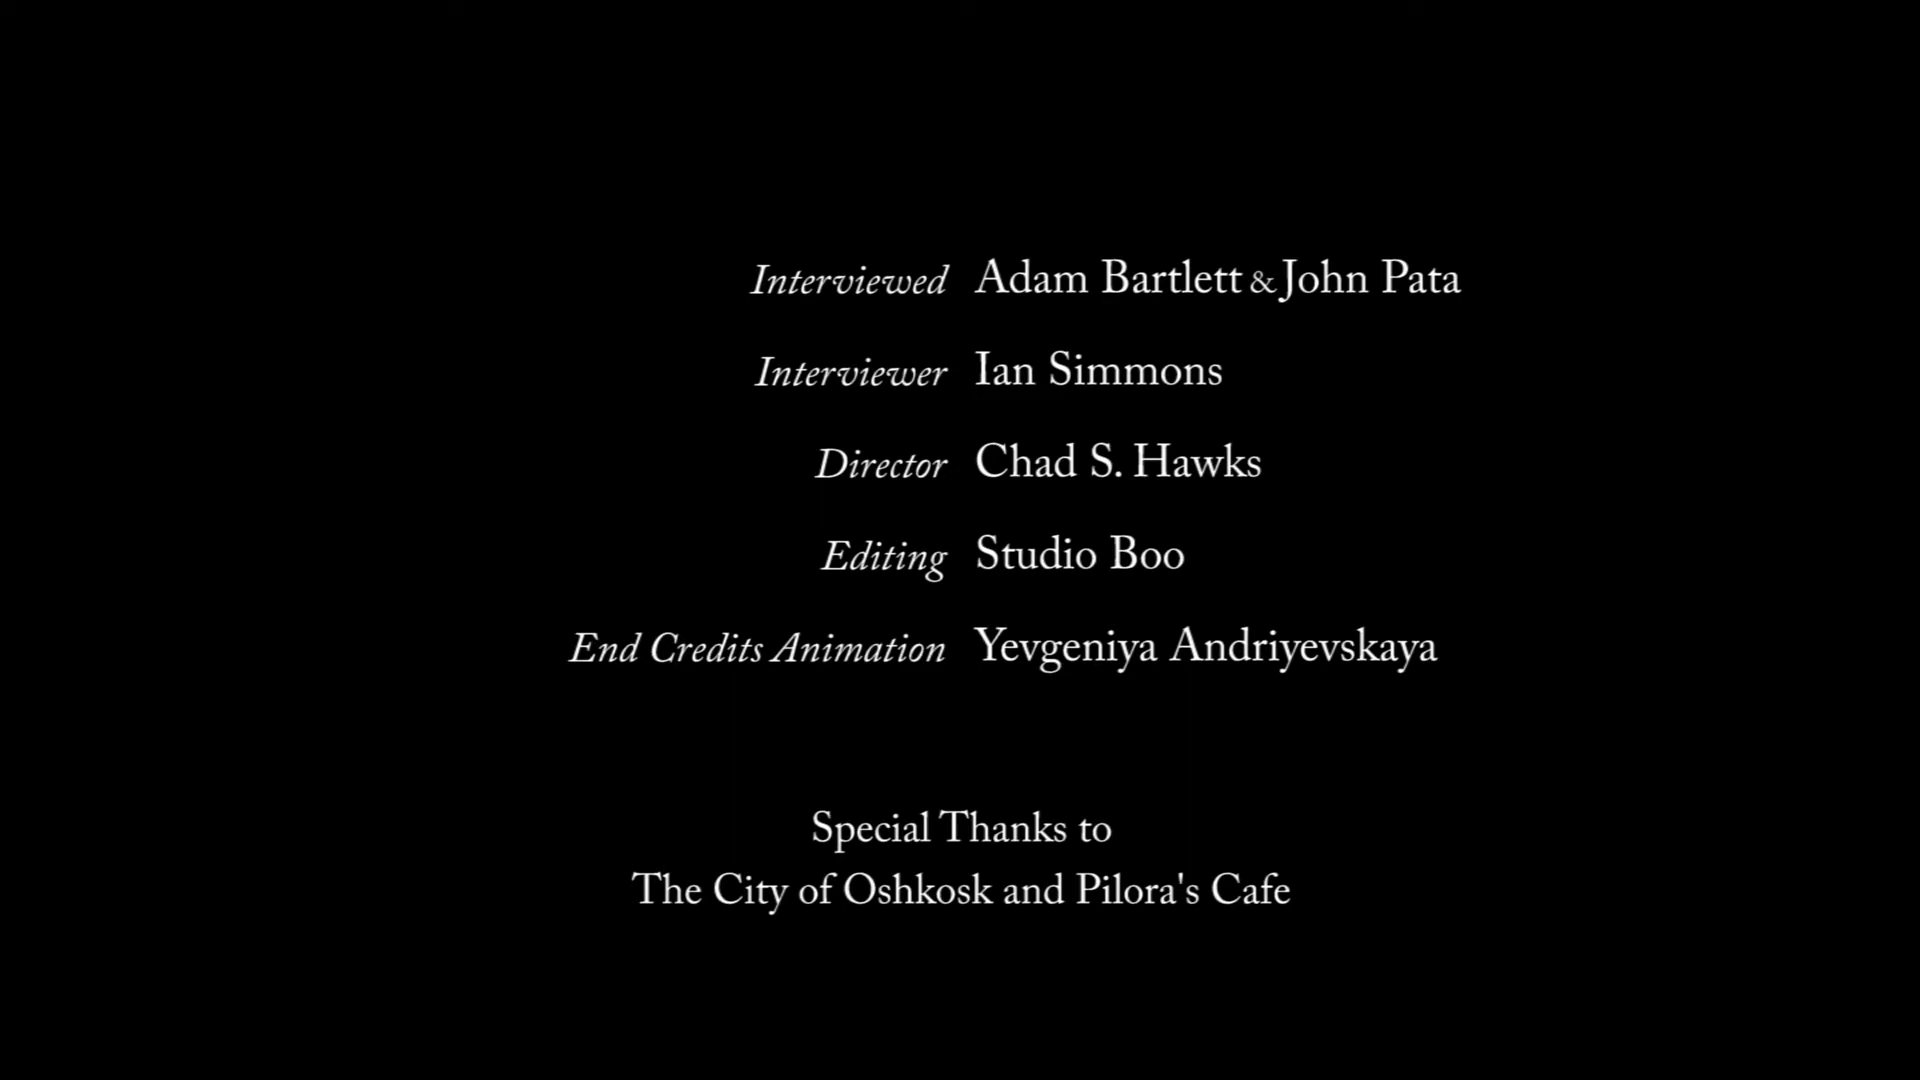 Interviewed Adam Bartlett & John Pata
Interviewer Ian Simmons
Director Chad S. Hawks
Editing Studio Boo
End Credits Animation Yevgeniya Andriyevskaya
Special Thanks to
The City of Oshkosk and Pilora's Cafe